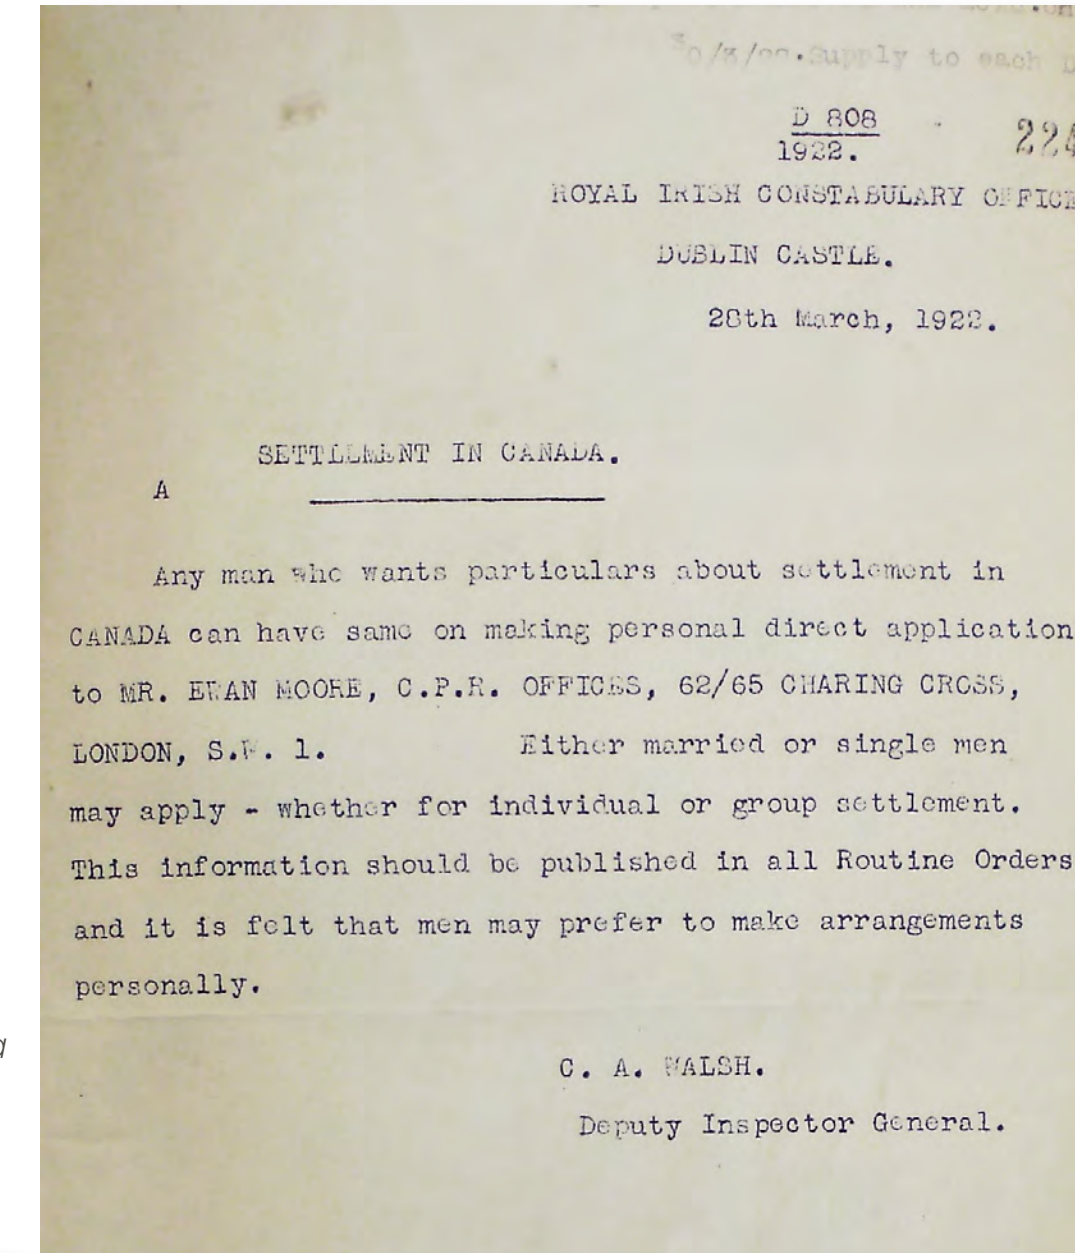 Supply to each
D 808
1922.
224
ROYAL IRISH CONSTABULARY OFFICE
DUBLIN CASTLE.
28th March, 1922.
SETTLEMENT IN CANADA.
A
Any man who wants particulars about settlement in
CANADA can have same on making personal direct application
to MR. EWAN MOORE, C.P.R. OFFICES, 62/65 CHARING CROSS,
LONDON, S.W. 1. Either married or single men
may apply - whether for individual or group settlement.
This information should be published in all Routine Orders
and it is felt that men may prefer to make arrangements
personally.
C. A. WALSH.
Deputy Inspector General.